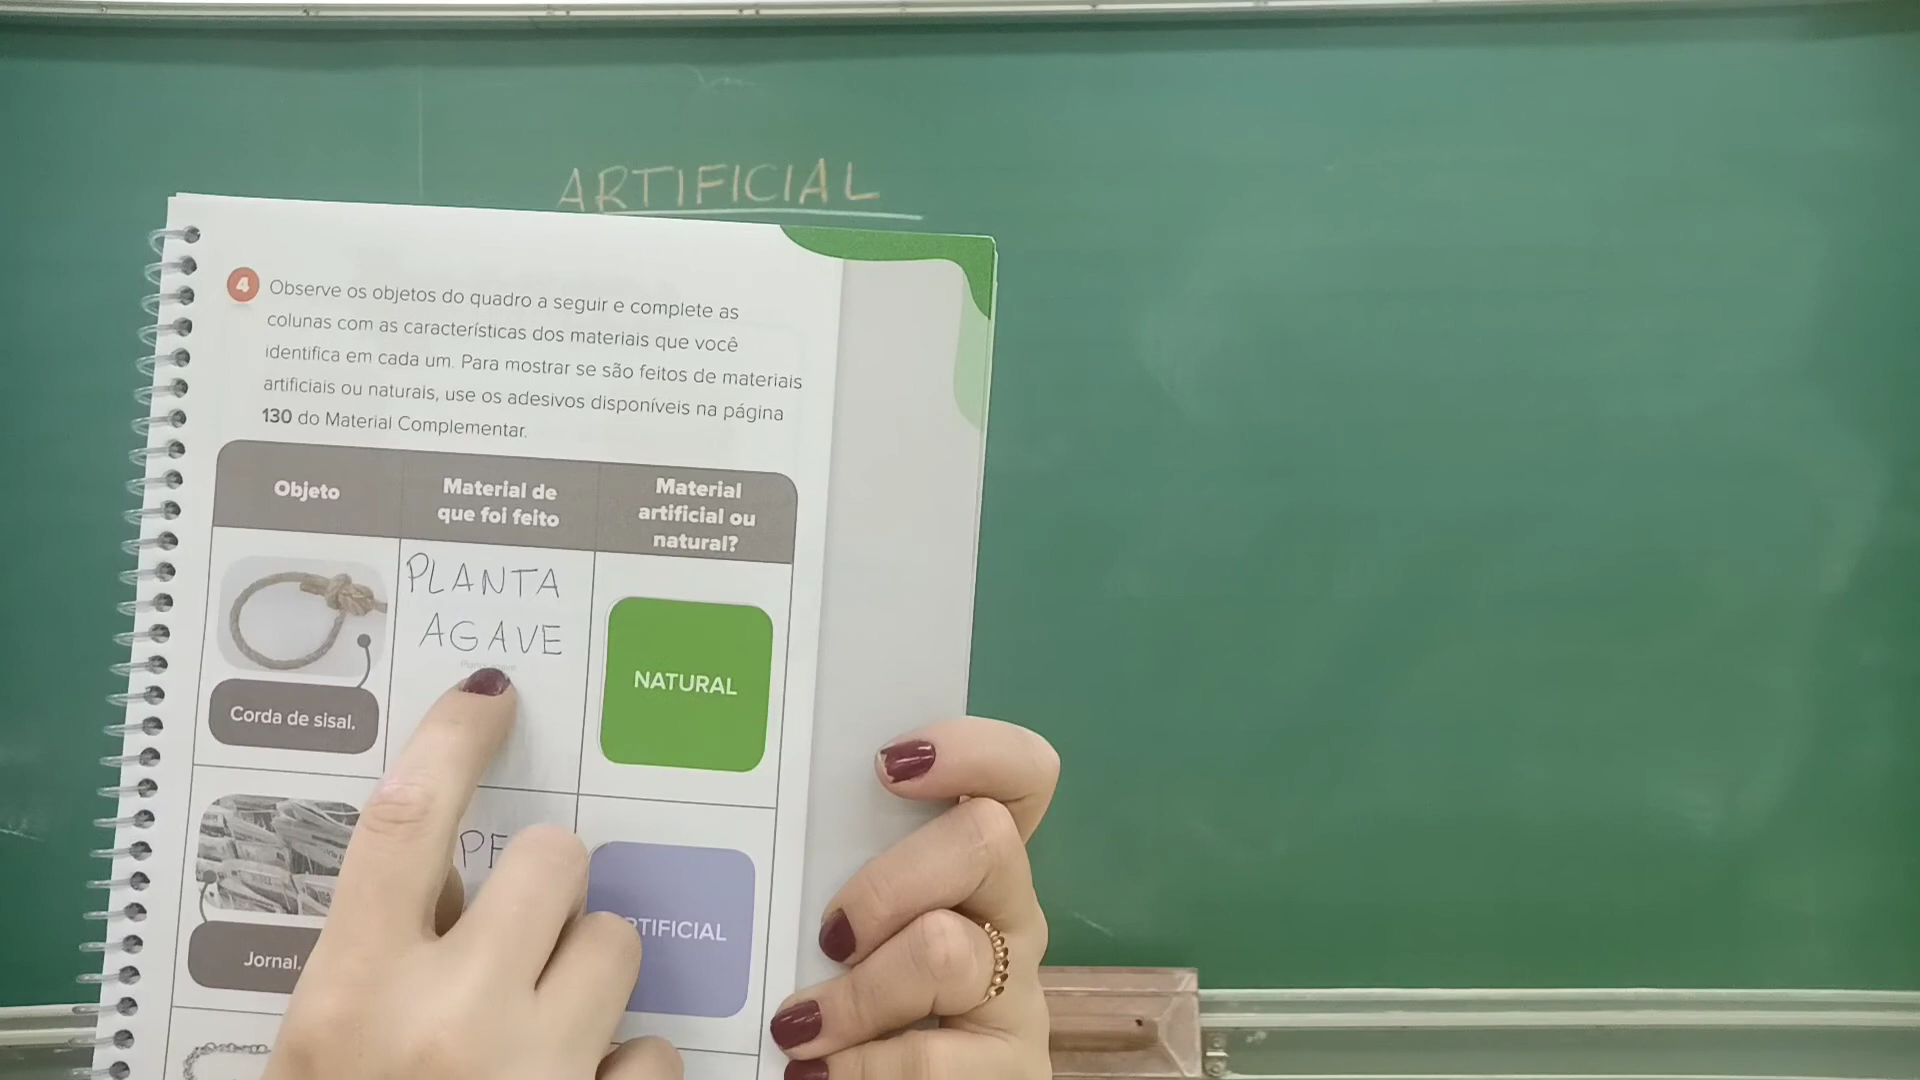 ARTIFICIAL
4 Observe os objetos do quadro a seguir e complete as
colunas com as características dos materiais que você
identifica em cada um. Para mostrar se são feitos de materiais
artificiais ou naturais, use os adesivos disponíveis na página
130 do Material Complementar.
Objeto
Material de
que foi feito
Material
artificial ou
natural?
PLANTA
AGAVE
Planta agave
NATURAL
Corda de sisal.
TIFICIAL
Jornal.